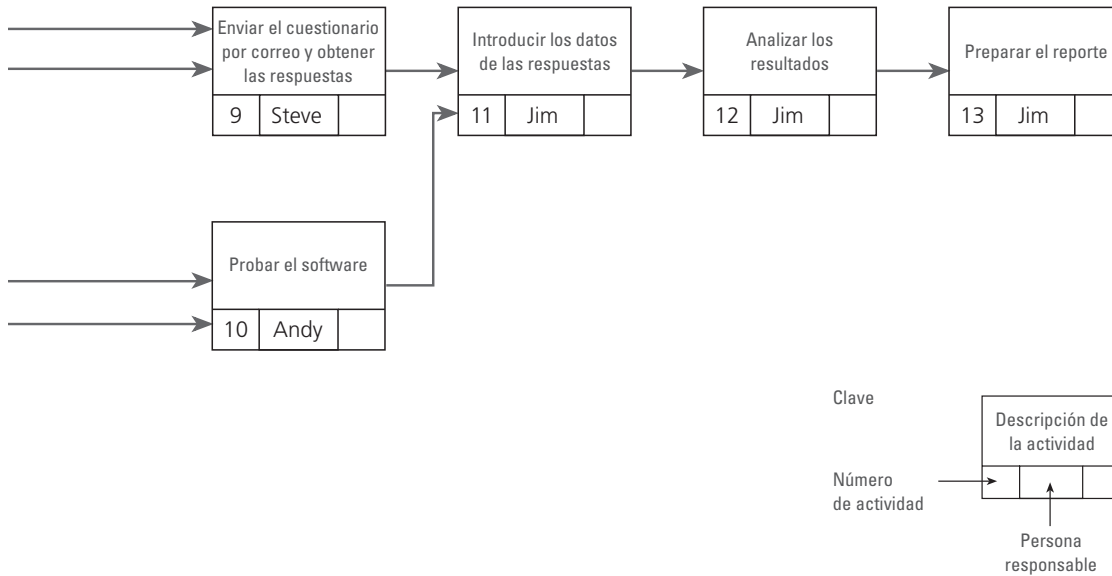 Enviar el cuestionario
por correo y obtener
las respuestas
9 Steve
Introducir los datos
de las respuestas
11 Jim
Analizar los
resultados
12 Jim
Preparar el reporte
13 Jim
Probar el software
10 Andy
Clave
Descripción de
la actividad
Número
de actividad
Persona
responsable